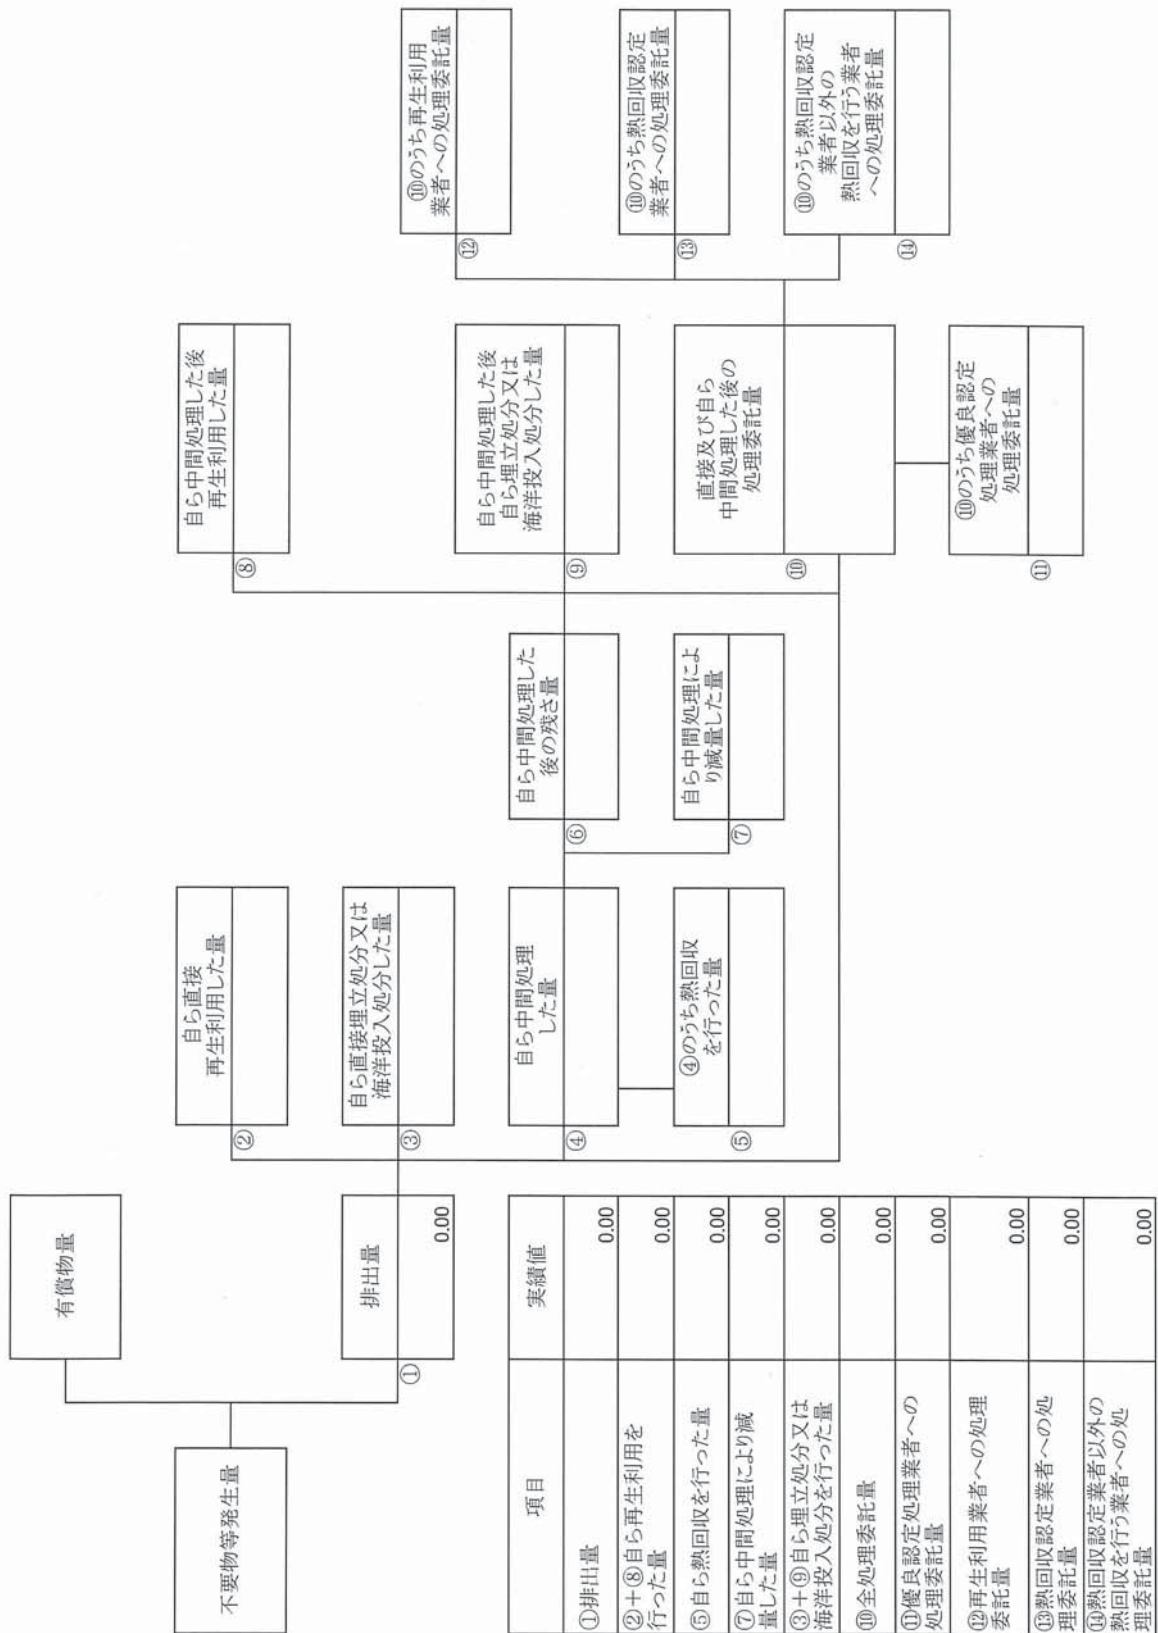 不要物等発生量
有償物量
排出量
①
0.00
自ら直接
再生利用した量
②
自ら直接埋立処分又は
海洋投入処分した量
③
自ら中間処理
した量
④
④のうち熱回収
を行った量
⑤
自ら中間処理した
後の残さ量
⑥
自ら中間処理によ
り減量した量
⑦
自ら中間処理した後
再生利用した量
⑧
自ら中間処理した後
自ら埋立処分又は
海洋投入処分した量
⑨
直接及び自ら
中間処理した後の
処理委託量
⑩
⑩のうち優良認定
処理業者への
処理委託量
⑪
⑩のうち再生利用
業者への処理委託量
⑫
⑩のうち熱回収認定
業者への処理委託量
⑬
⑩のうち熱回収認定
業者以外の
熱回収を行う業者
への処理委託量
⑭
項目
実績値
①排出量
0.00
②+⑧自ら再生利用を
行った量
0.00
⑤自ら熱回収を行った量
0.00
⑦自ら中間処理により減
量した量
0.00
③+⑨自ら埋立処分又は
海洋投入処分を行った量
0.00
⑩全処理委託量
0.00
⑪優良認定処理業者への
処理委託量
0.00
⑫再生利用業者への処理
委託量
0.00
⑬熱回収認定業者への処
理委託量
0.00
⑭熱回収認定業者以外の
熱回収を行う業者への処
理委託量
0.00